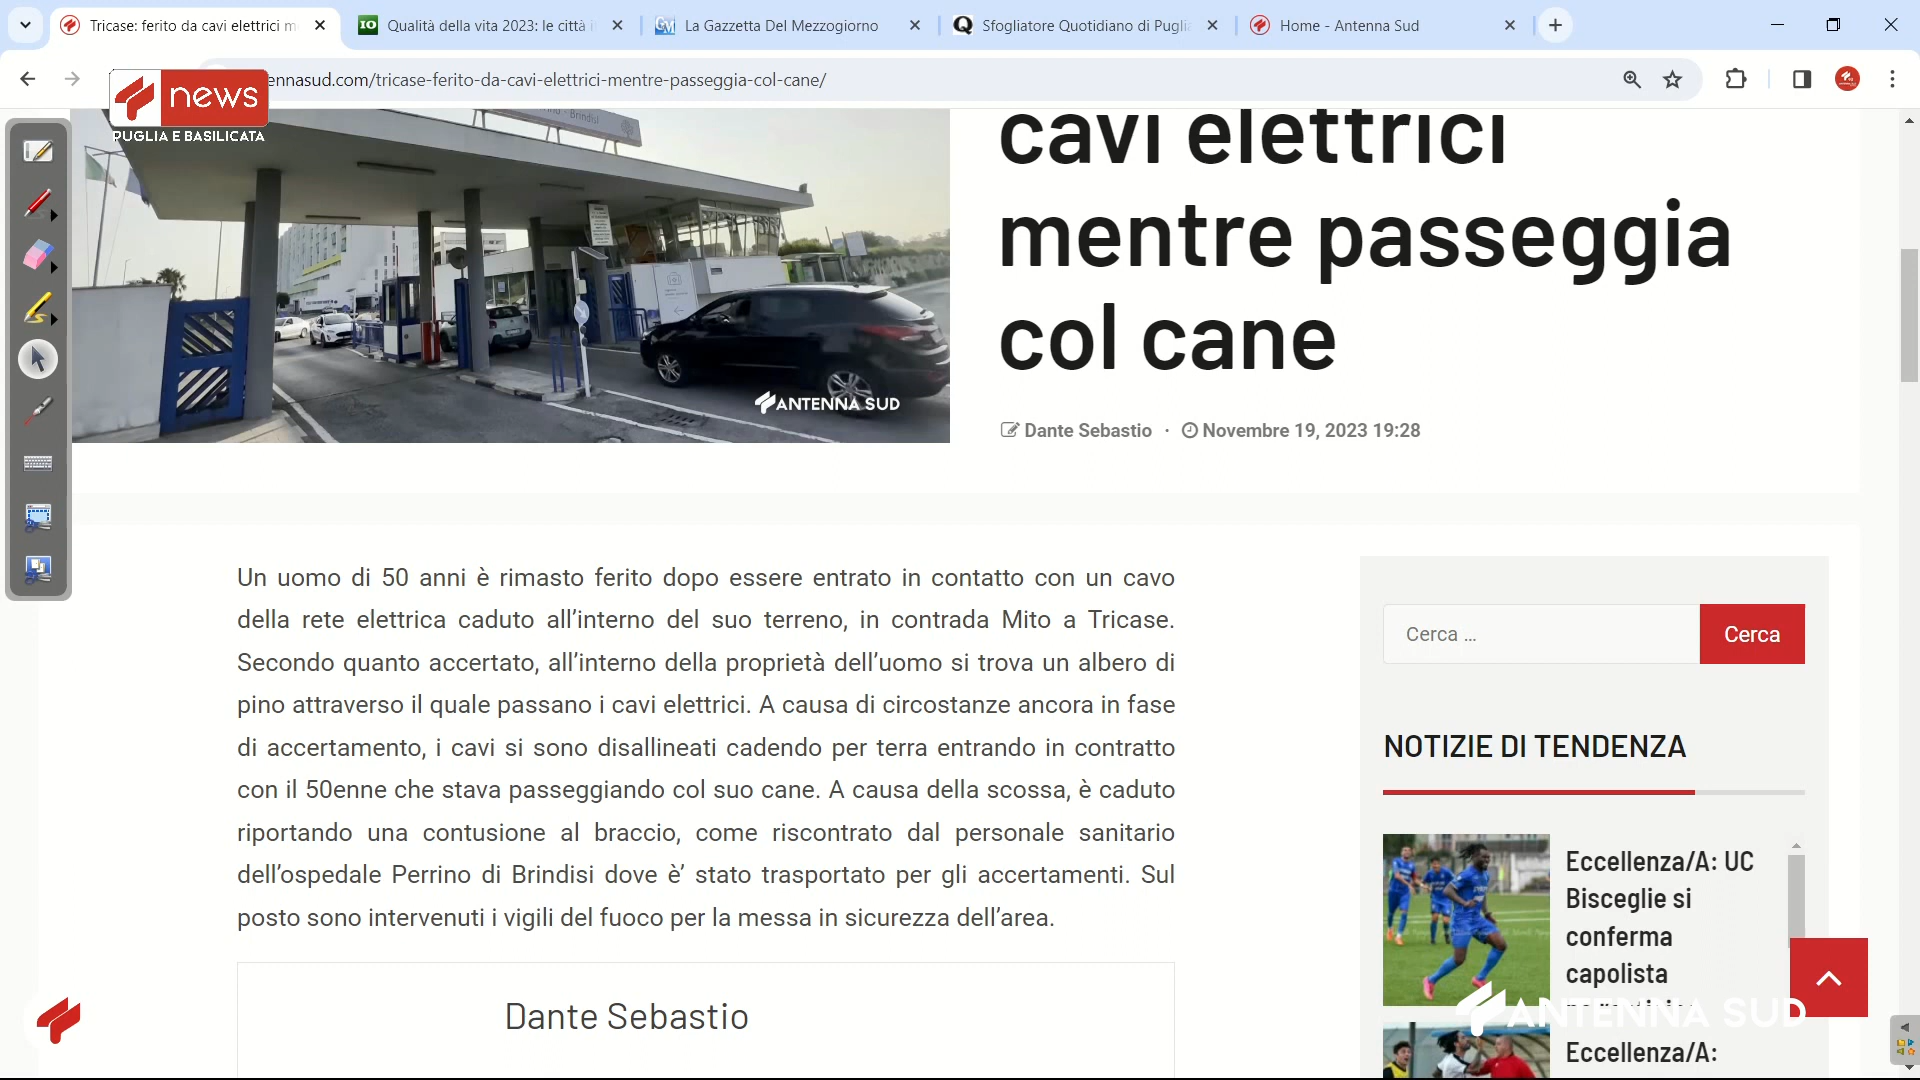 Tricase: ferito da cavi elettrici m
Qualità della vita 2023: le città i
La Gazzetta Del Mezzogiorno
Sfogliatore Quotidiano di Puglia
Home - Antenna Sud
ennasud.com/tricase-ferito-da-cavi-elettrici-mentre-passeggia-col-cane/
news
PUGLIA E BASILICATA
Brindisi
ANTENNA SUD
cavi elettrici
mentre passeggia
col cane
Dante Sebastio · Novembre 19, 2023 19:28
Un uomo di 50 anni è rimasto ferito dopo essere entrato in contatto con un cavo
della rete elettrica caduto all’interno del suo terreno, in contrada Mito a Tricase.
Secondo quanto accertato, all’interno della proprietà dell’uomo si trova un albero di
pino attraverso il quale passano i cavi elettrici. A causa di circostanze ancora in fase
di accertamento, i cavi si sono disallineati cadendo per terra entrando in contratto
con il 50enne che stava passeggiando col suo cane. A causa della scossa, è caduto
riportando una contusione al braccio, come riscontrato dal personale sanitario
dell’ospedale Perrino di Brindisi dove è’ stato trasportato per gli accertamenti. Sul
posto sono intervenuti i vigili del fuoco per la messa in sicurezza dell’area.
Dante Sebastio
Cerca …
Cerca
NOTIZIE DI TENDENZA
Eccellenza/A: UC
Bisceglie si
conferma
capolista
ANTENNA SUD
Eccellenza/A: